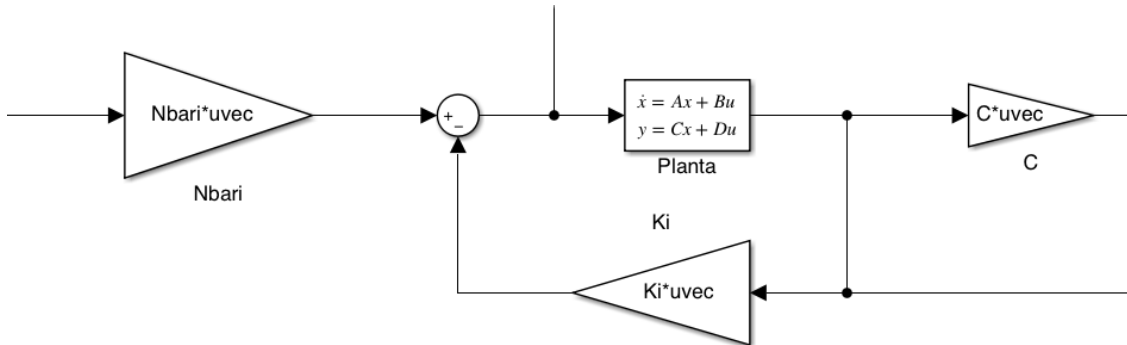 Nbari*uvec
Nbari
+
−
ẋ = Ax + Bu
y = Cx + Du
Planta
C*uvec
C
Ki
Ki*uvec